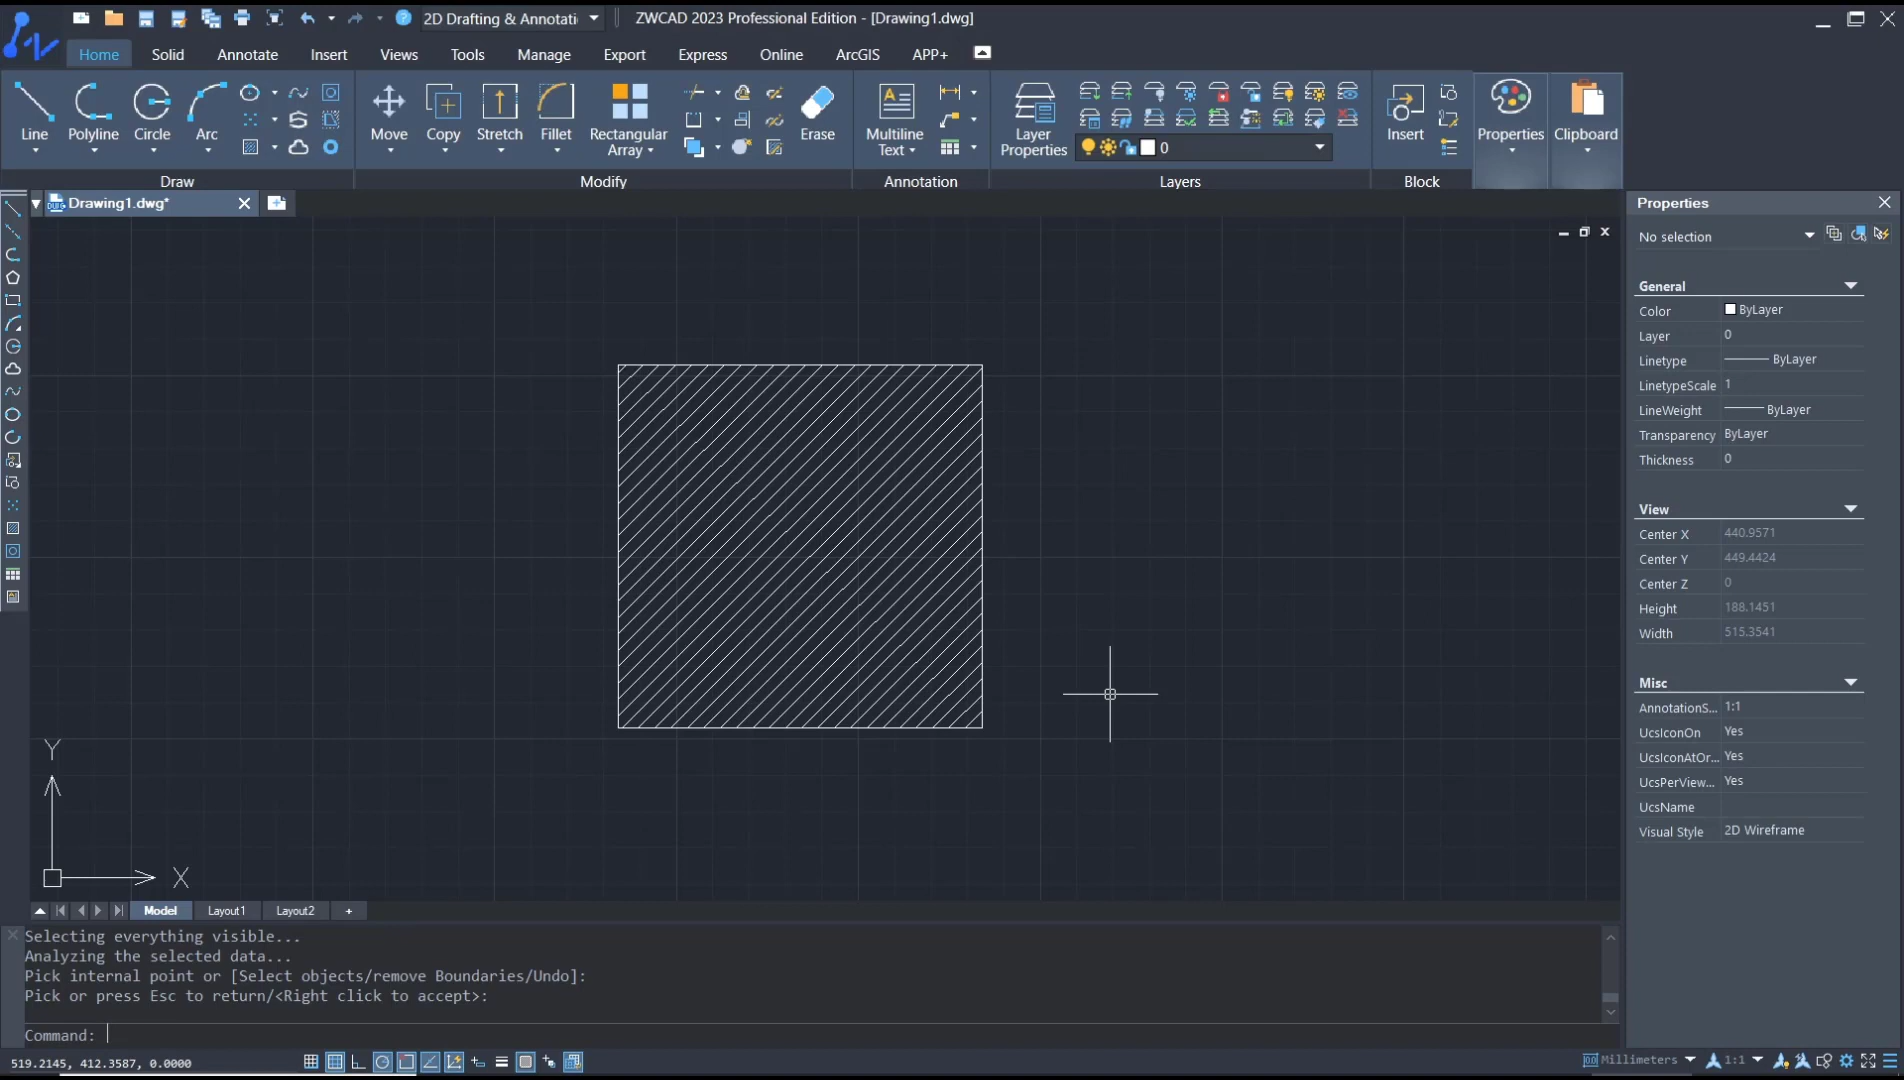 2D Drafting & Annotati
ZWCAD 2023 Professional Edition - [Drawing1.dwg]
Home Solid Annotate Insert Views Tools Manage Export Express Online ArcGIS APP+
Line Polyline Circle Arc Move Copy Stretch Fillet Rectangular Array Erase Multiline Text Layer Properties Insert Properties Clipboard
0
Draw Modify Annotation Layers Block
Drawing1.dwg*
Properties
No selection
General
Color ByLayer
Layer 0
Linetype ByLayer
LinetypeScale 1
LineWeight ByLayer
Transparency ByLayer
Thickness 0
View
Center X 440.9571
Center Y 449.4424
Center Z 0
Height 188.1451
Width 515.3541
Misc
AnnotationS... 1:1
UcsIconOn Yes
UcsIconAtOr... Yes
UcsPerView... Yes
UcsName
Visual Style 2D Wireframe
Y
X
Model Layout1 Layout2 +
Selecting everything visible...
Analyzing the selected data...
Pick internal point or [Select objects/remove Boundaries/Undo]:
Pick or press Esc to return/<Right click to accept>:
Command:
519.2145, 412.3587, 0.0000
Millimeters 1:1